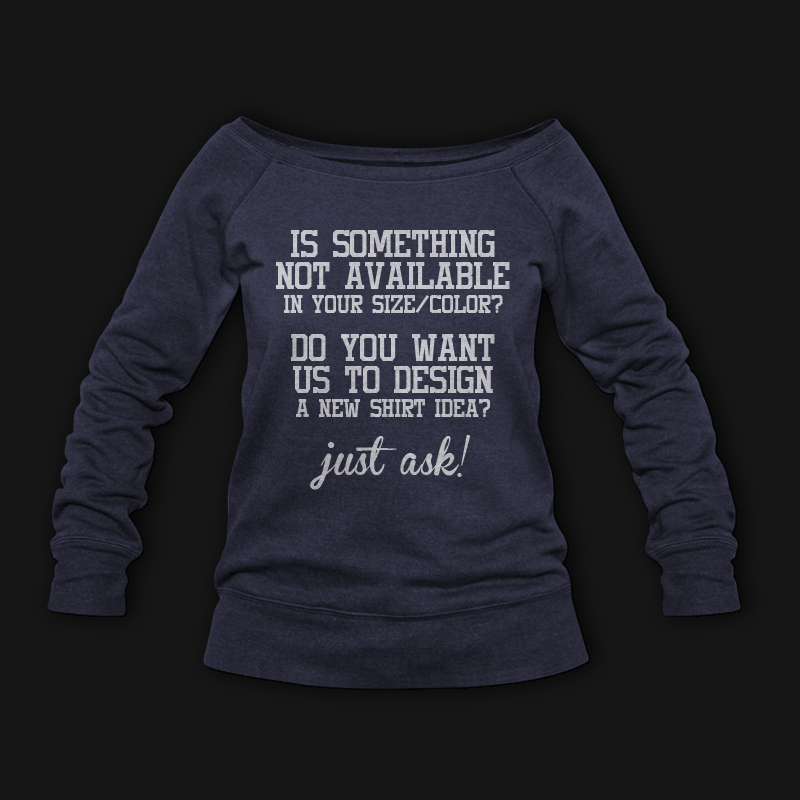 IS SOMETHING
NOT AVAILABLE
IN YOUR SIZE/COLOR?
DO YOU WANT
US TO DESIGN
A NEW SHIRT IDEA?
just ask!